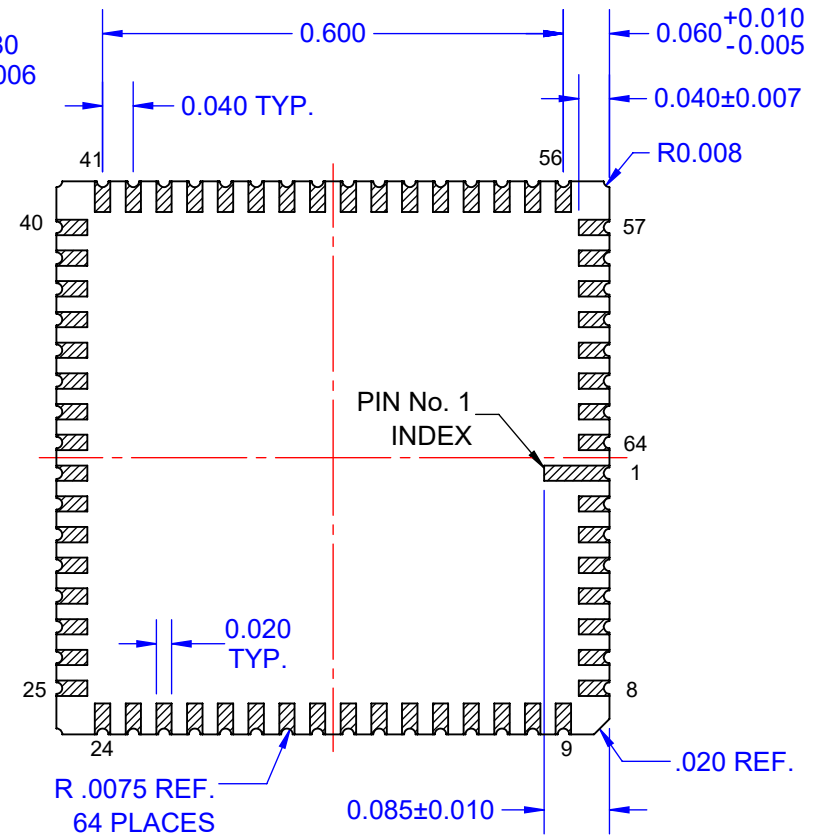 0.600
0.060 +0.010
-0.005
0.040 TYP.
0.040±0.007
R0.008
41
56
40
57
PIN No. 1
INDEX
64
1
0.020
TYP.
25
8
24
9
R .0075 REF.
64 PLACES
0.085±0.010
.020 REF.